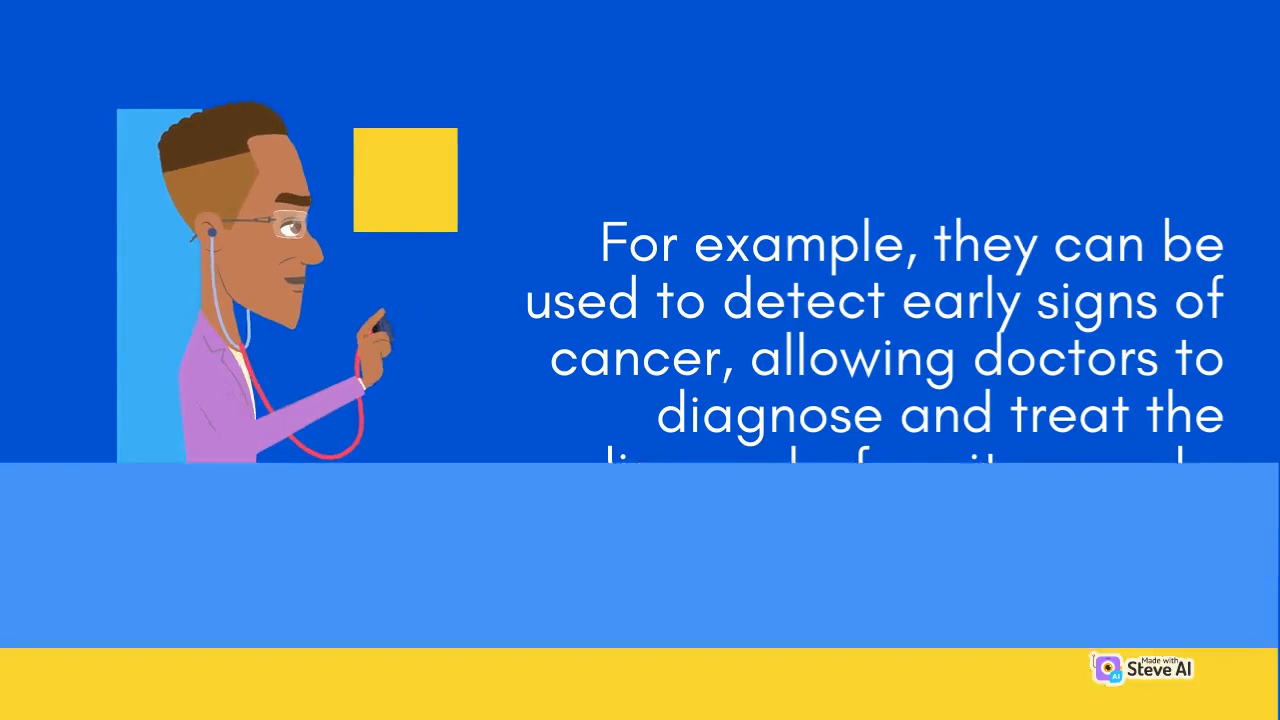 For example, they can be
used to detect early signs of
cancer, allowing doctors to
diagnose and treat the
Made with
Steve AI
AI